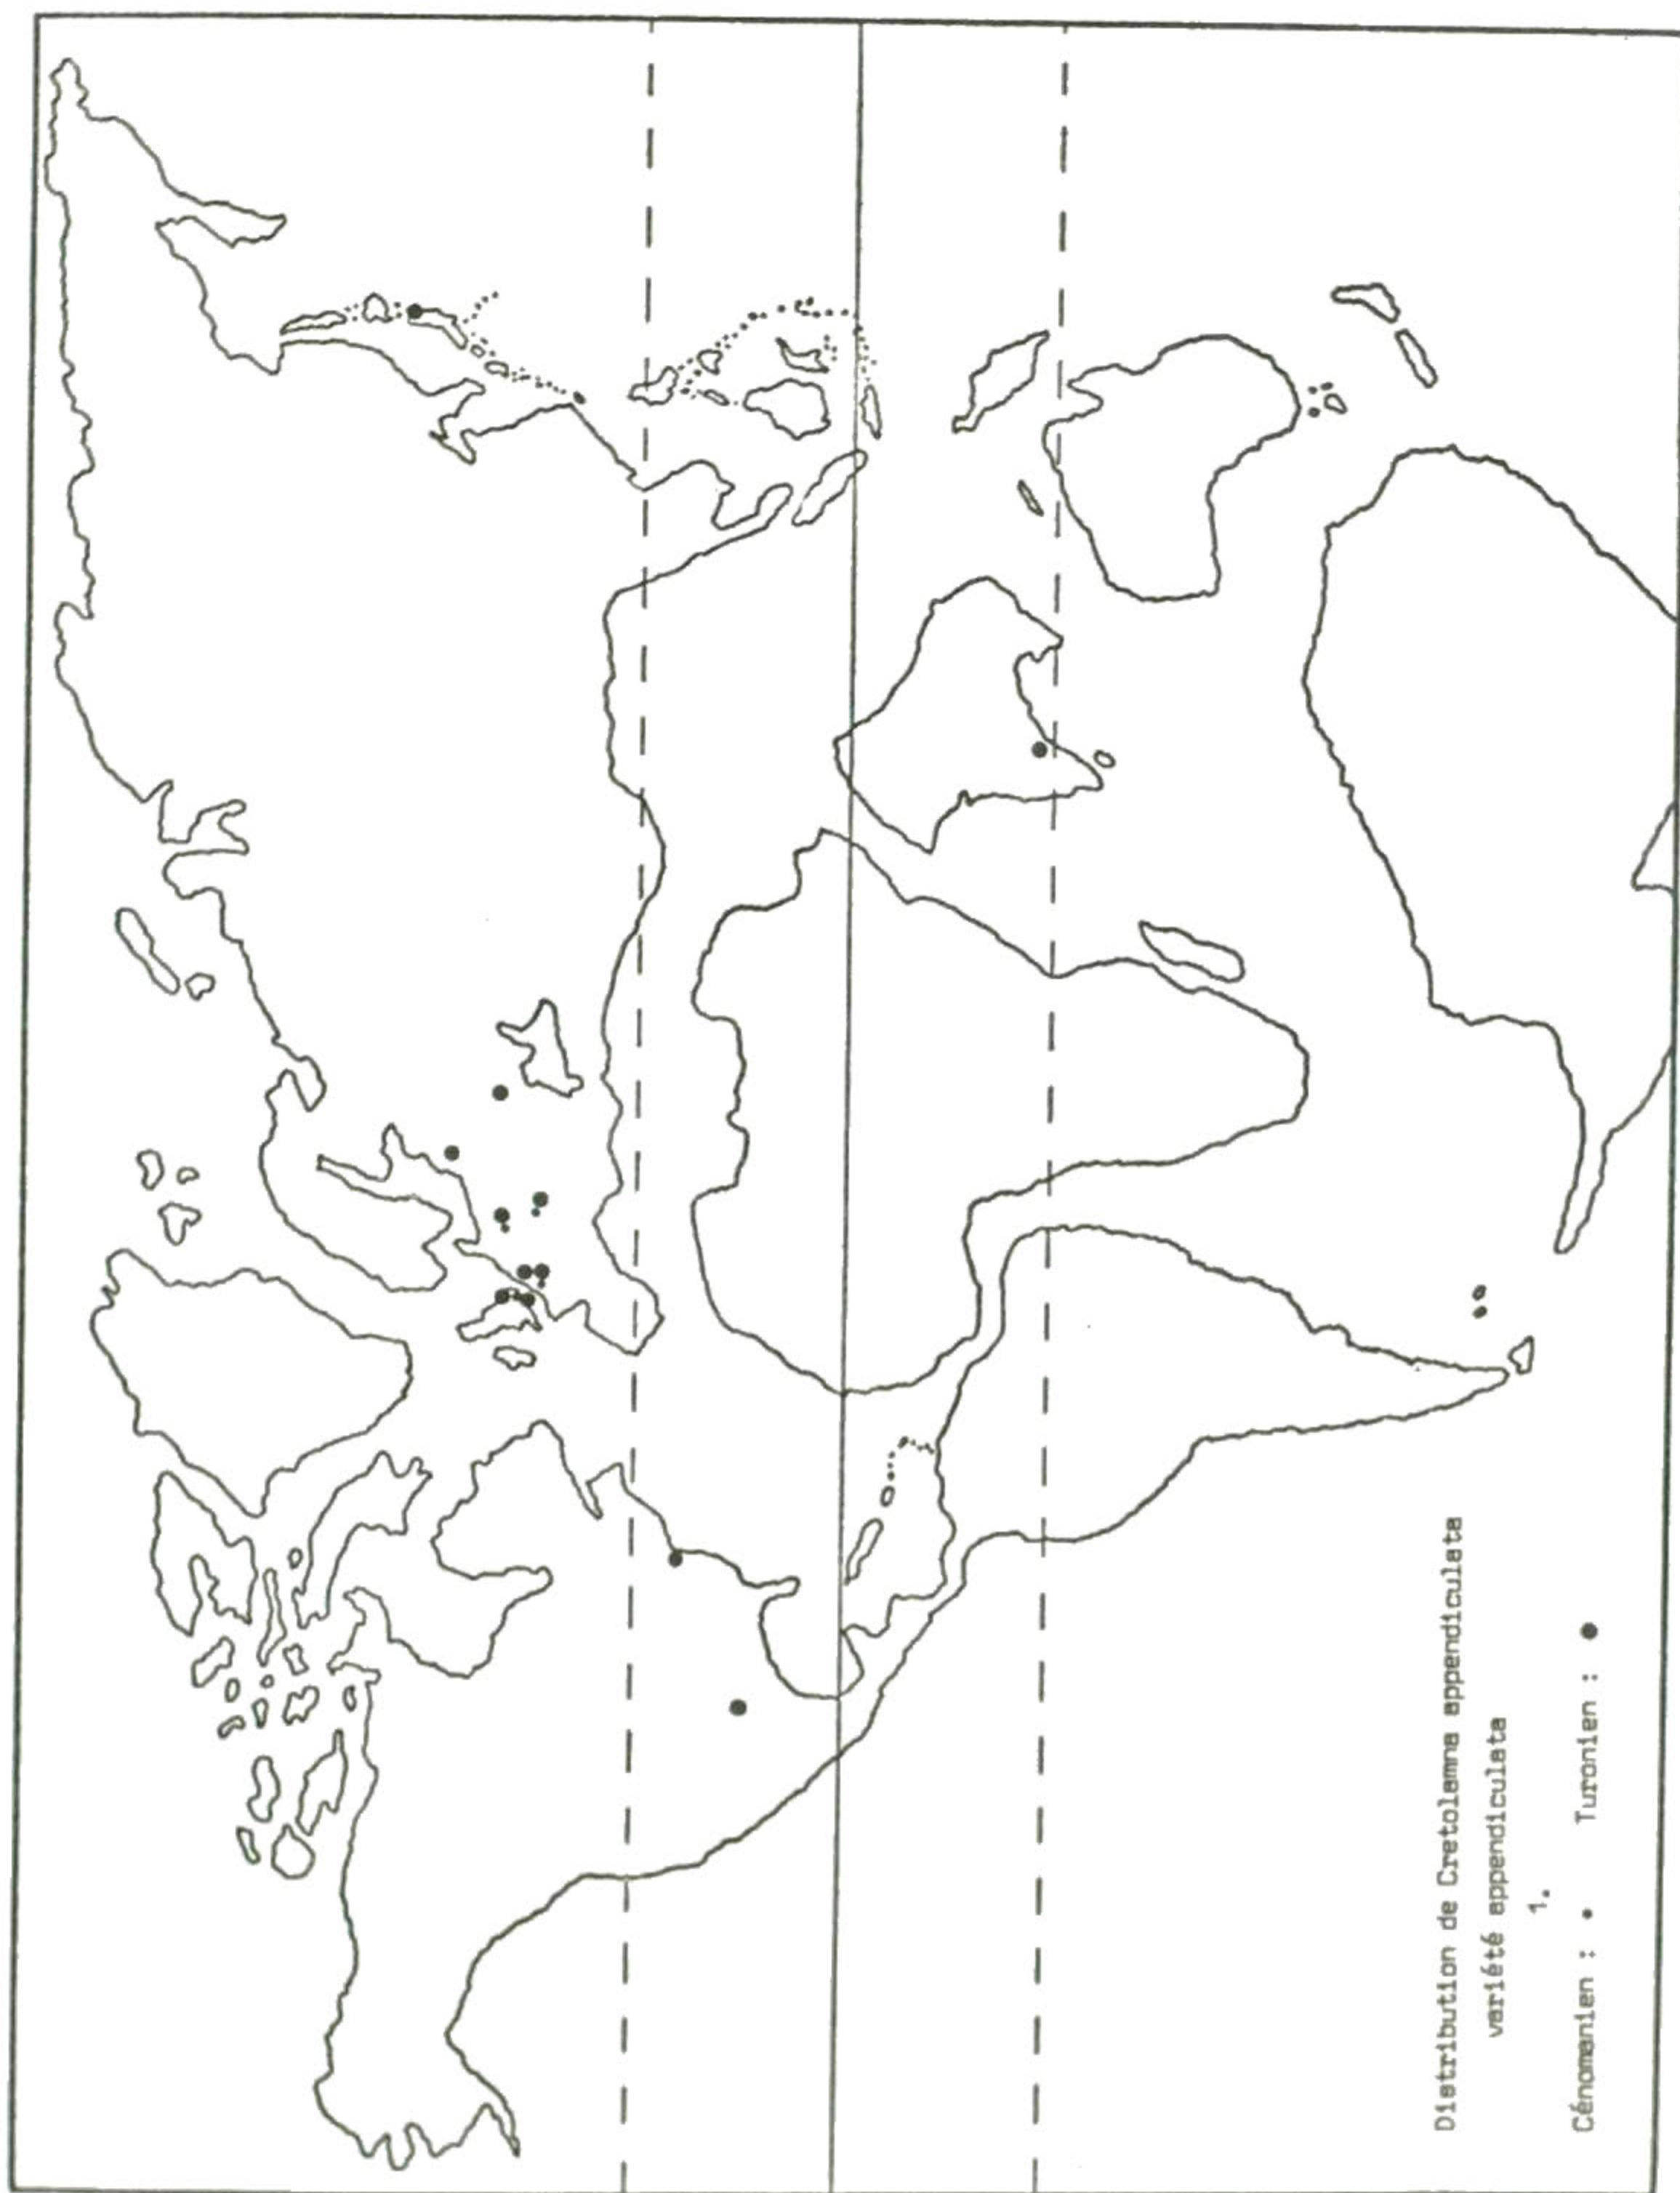 Distribution de Cretolamna appendiculata
variété appendiculata
1.
Cénomanien : • Turonien : ●